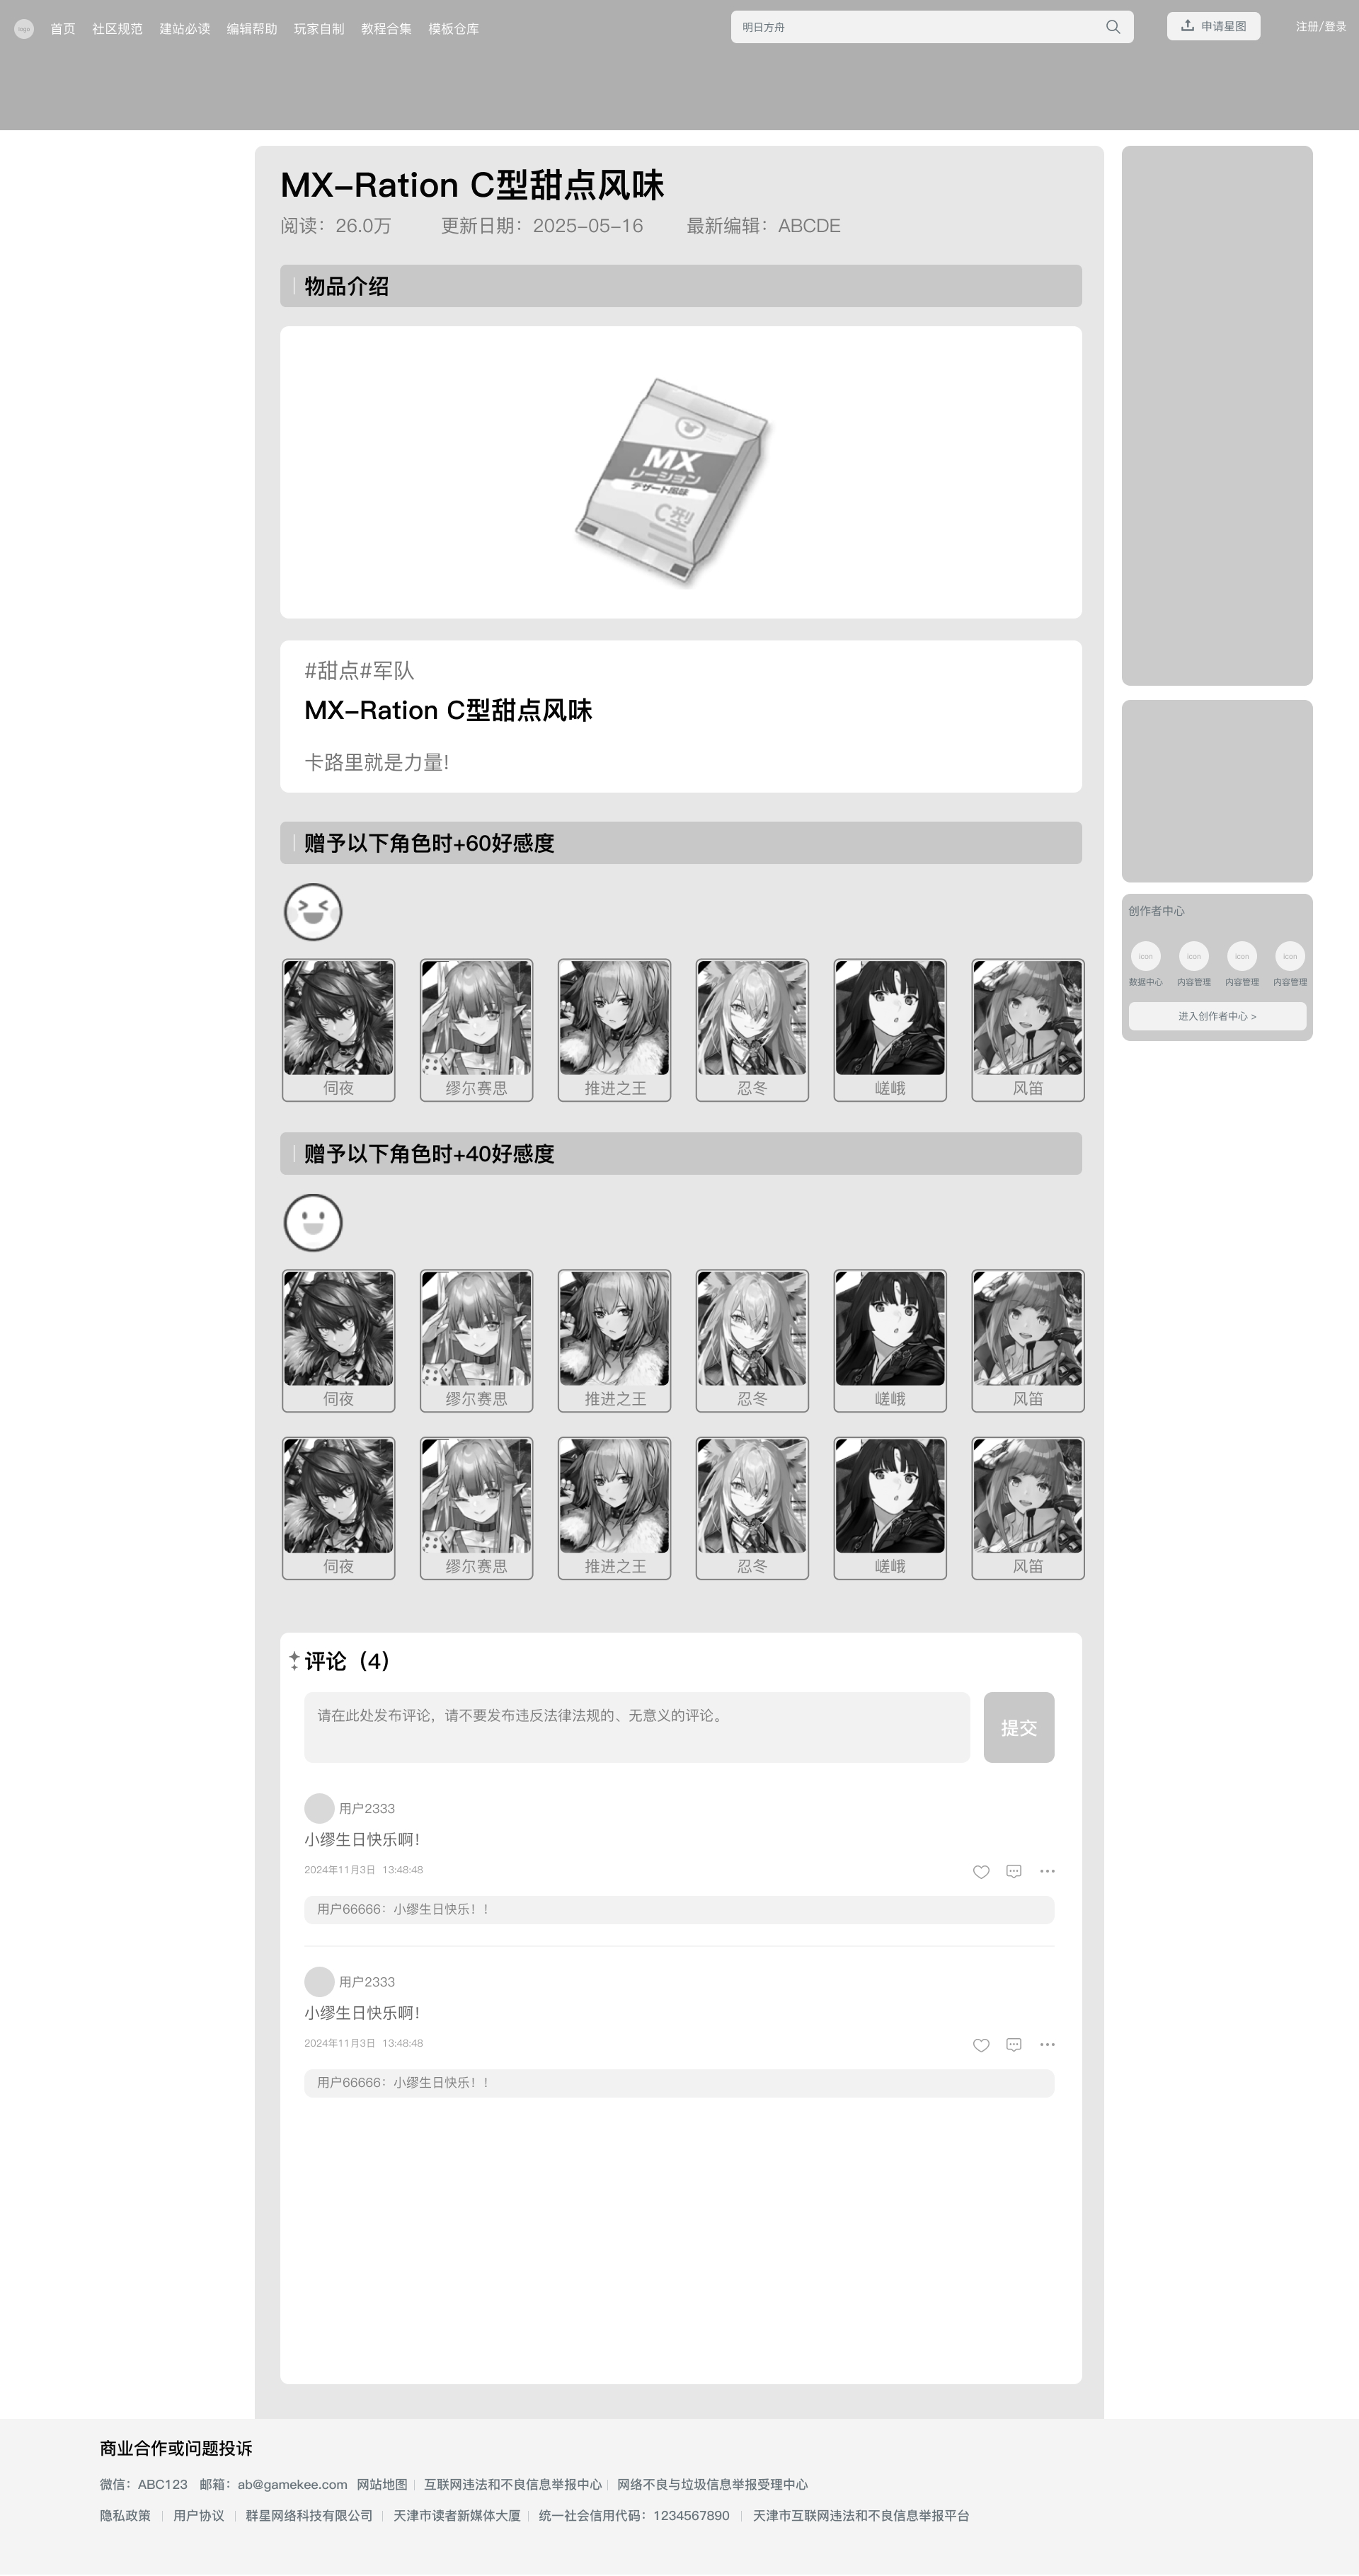 logo 首页 社区规范 建站必读 编辑帮助 玩家自制 教程合集 模板仓库 明日方舟 申请星图 注册/登录
MX-Ration C型甜点风味
阅读：26.0万 更新日期：2025-05-16 最新编辑：ABCDE
物品介绍
MX
レーション
デザート風味
C型
#甜点#军队
MX-Ration C型甜点风味
卡路里就是力量！
赠予以下角色时+60好感度
伺夜 缪尔赛思 推进之王 忍冬 嵯峨 风笛
赠予以下角色时+40好感度
伺夜 缪尔赛思 推进之王 忍冬 嵯峨 风笛
伺夜 缪尔赛思 推进之王 忍冬 嵯峨 风笛
评论（4）
请在此处发布评论，请不要发布违反法律法规的、无意义的评论。
提交
用户2333
小缪生日快乐啊！
2024年11月3日 13:48:48
用户66666：小缪生日快乐！！
用户2333
小缪生日快乐啊！
2024年11月3日 13:48:48
用户66666：小缪生日快乐！！
创作者中心
icon icon icon icon
数据中心 内容管理 内容管理 内容管理
进入创作者中心 >
商业合作或问题投诉
微信：ABC123 邮箱：ab@gamekee.com 网站地图 | 互联网违法和不良信息举报中心 | 网络不良与垃圾信息举报受理中心
隐私政策 | 用户协议 | 群星网络科技有限公司 | 天津市读者新媒体大厦 | 统一社会信用代码：1234567890 | 天津市互联网违法和不良信息举报平台